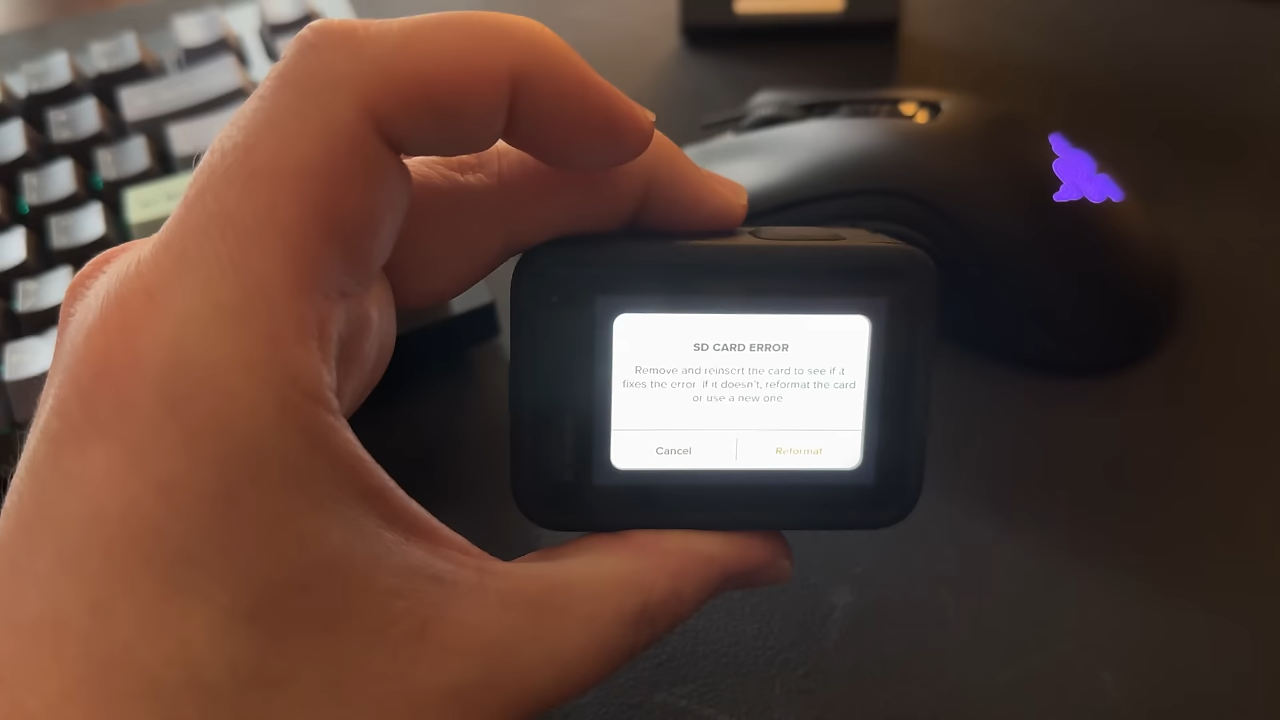 SD CARD ERROR
Remove and reinsert the card to see if it
fixes the error. If it doesn't, reformat the card
or use a new one
Cancel
Reformat